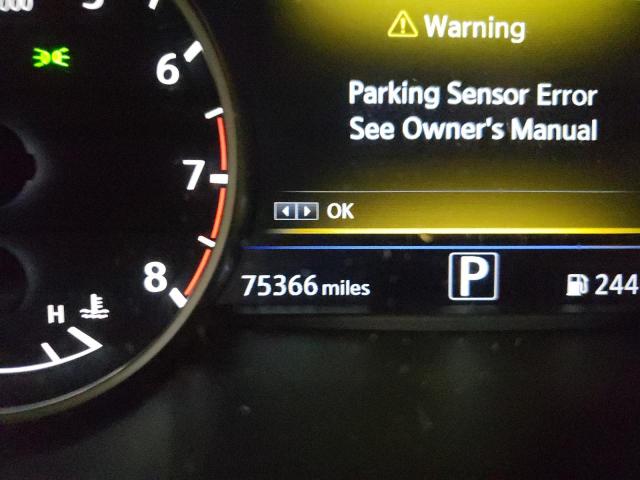 Warning
Parking Sensor Error
See Owner's Manual
OK
6
7
8
H
75366 miles
P
244